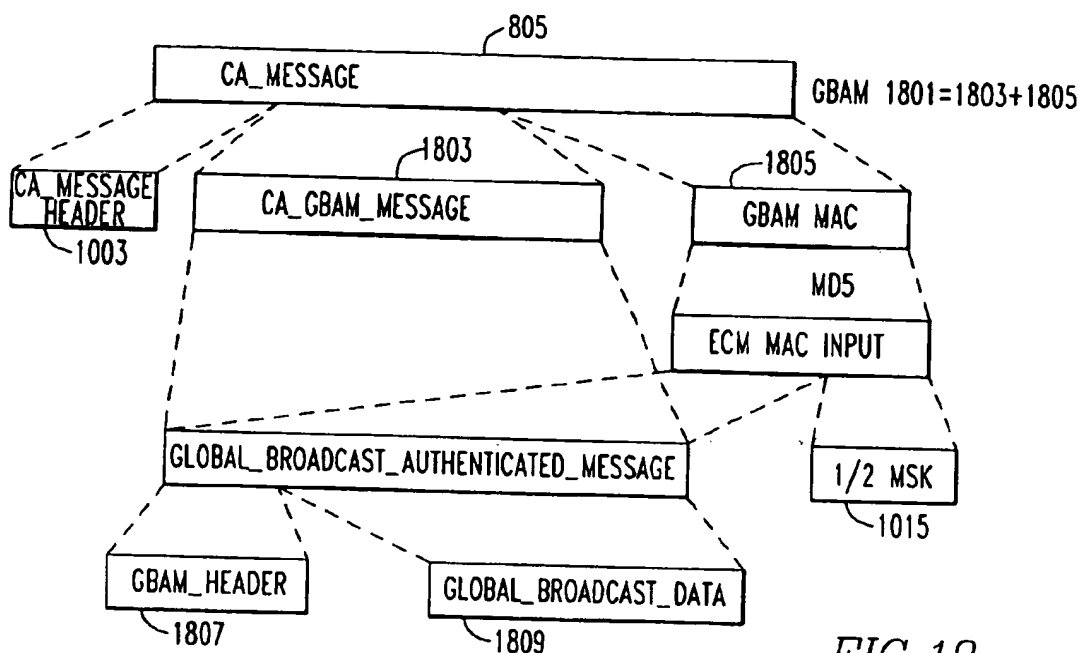 805
CA_MESSAGE
GBAM 1801=1803+1805
1803
1805
CA_MESSAGE
HEADER
CA_GBAM_MESSAGE
GBAM MAC
1003
MD5
ECM MAC INPUT
GLOBAL_BROADCAST_AUTHENTICATED_MESSAGE
1/2 MSK
1015
GBAM_HEADER
GLOBAL_BROADCAST_DATA
1807
1809